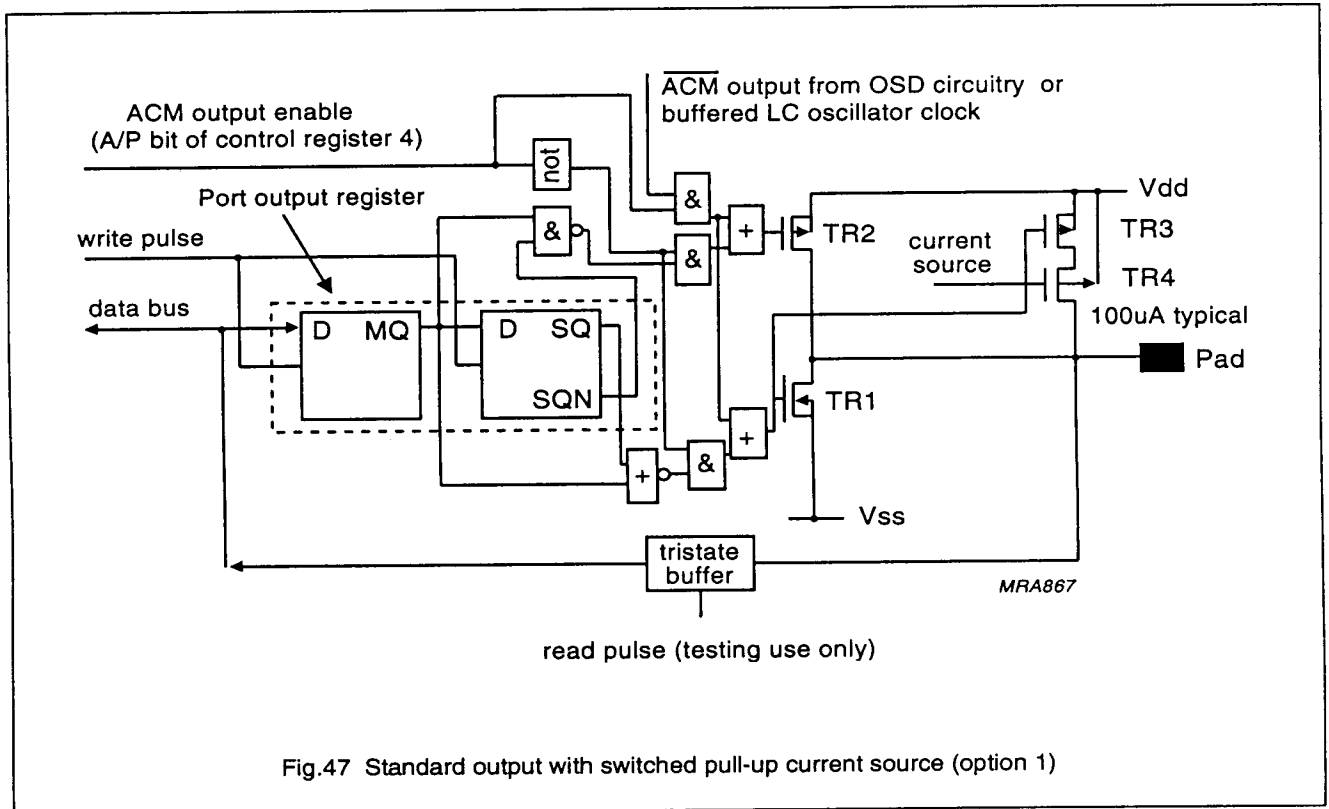 ACM output from OSD circuitry or
buffered LC oscillator clock
ACM output enable
(A/P bit of control register 4)
not
&
Vdd
Port output register
&
+
TR2
TR3
write pulse
&
current
source
TR4
data bus
D MQ
D SQ
SQN
100uA typical
Pad
TR1
+
&
+
Vss
tristate
buffer
MRA867
read pulse (testing use only)
Fig.47 Standard output with switched pull-up current source (option 1)